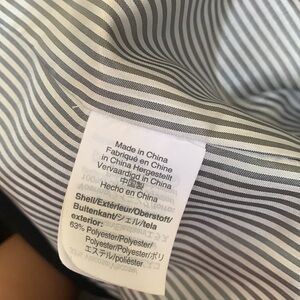 Made in China
Fabriqué en Chine
in China Hergestellt
Vervaardigd in China
中国製
Hecho en China
Shell/Extérieur/Oberstoff/
Buitenkant/シェル/tela
exterior:
63% Polyester/Polyester/
Polyester/Polyester/ポリ
エステル/poliéster